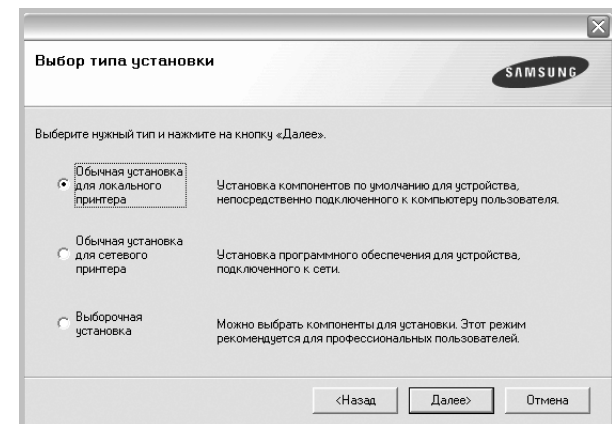 Выбор типа установки
SAMSUNG
Выберите нужный тип и нажмите на кнопку «Далее».
Обычная установка
для локального
принтера
Установка компонентов по умолчанию для устройства,
непосредственно подключенного к компьютеру пользователя.
Обычная установка
для сетевого
принтера
Установка программного обеспечения для устройства,
подключенного к сети.
Выборочная
установка
Можно выбрать компоненты для установки. Этот режим
рекомендуется для профессиональных пользователей.
<Назад
Далее>
Отмена